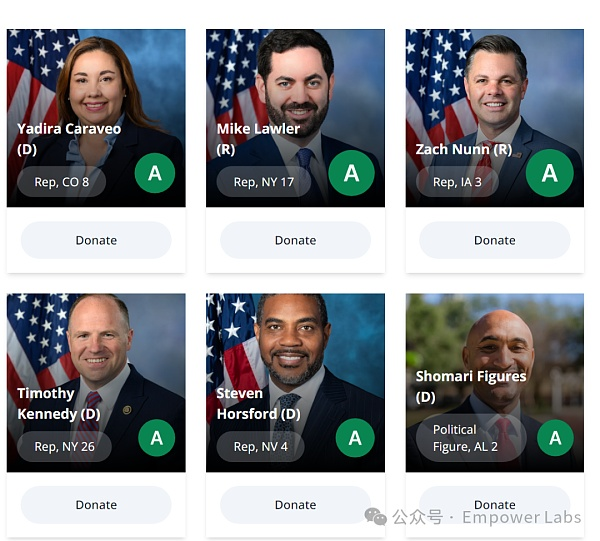 Yadira Caraveo
(D)
Rep, CO 8
A
Mike Lawler
(R)
Rep, NY 17
A
Zach Nunn (R)
Rep, IA 3
A
Donate
Donate
Donate
Timothy
Kennedy (D)
Rep, NY 26
A
Steven
Horsford (D)
Rep, NV 4
A
Shomari Figures
(D)
Political
Figure, AL 2
A
Donate
Donate
Donate
公众号 · Empower Labs